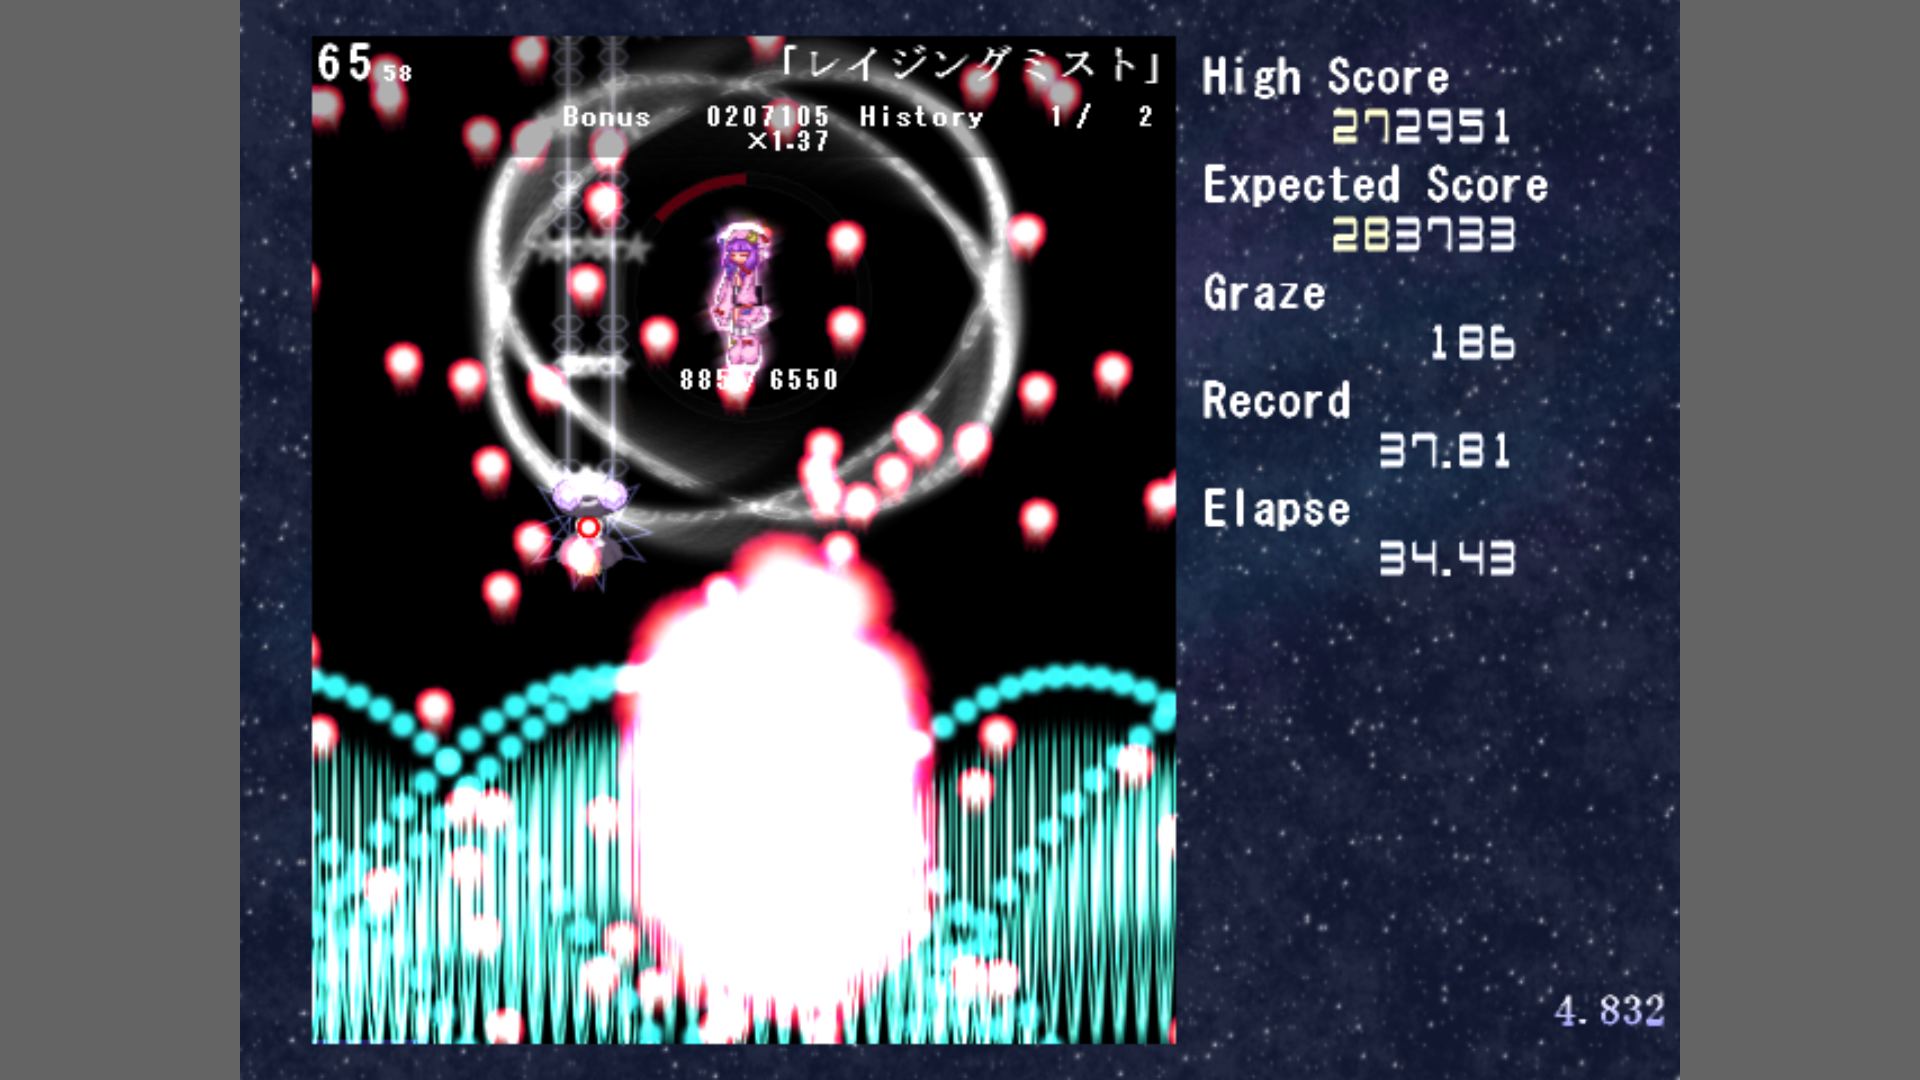 65 58
「レイジングミスト」
Bonus 0207105 History 1/ 2
×1.37
885/ 6550
High Score
272951
Expected Score
283733
Graze
186
Record
37.81
Elapse
34.43
4.832